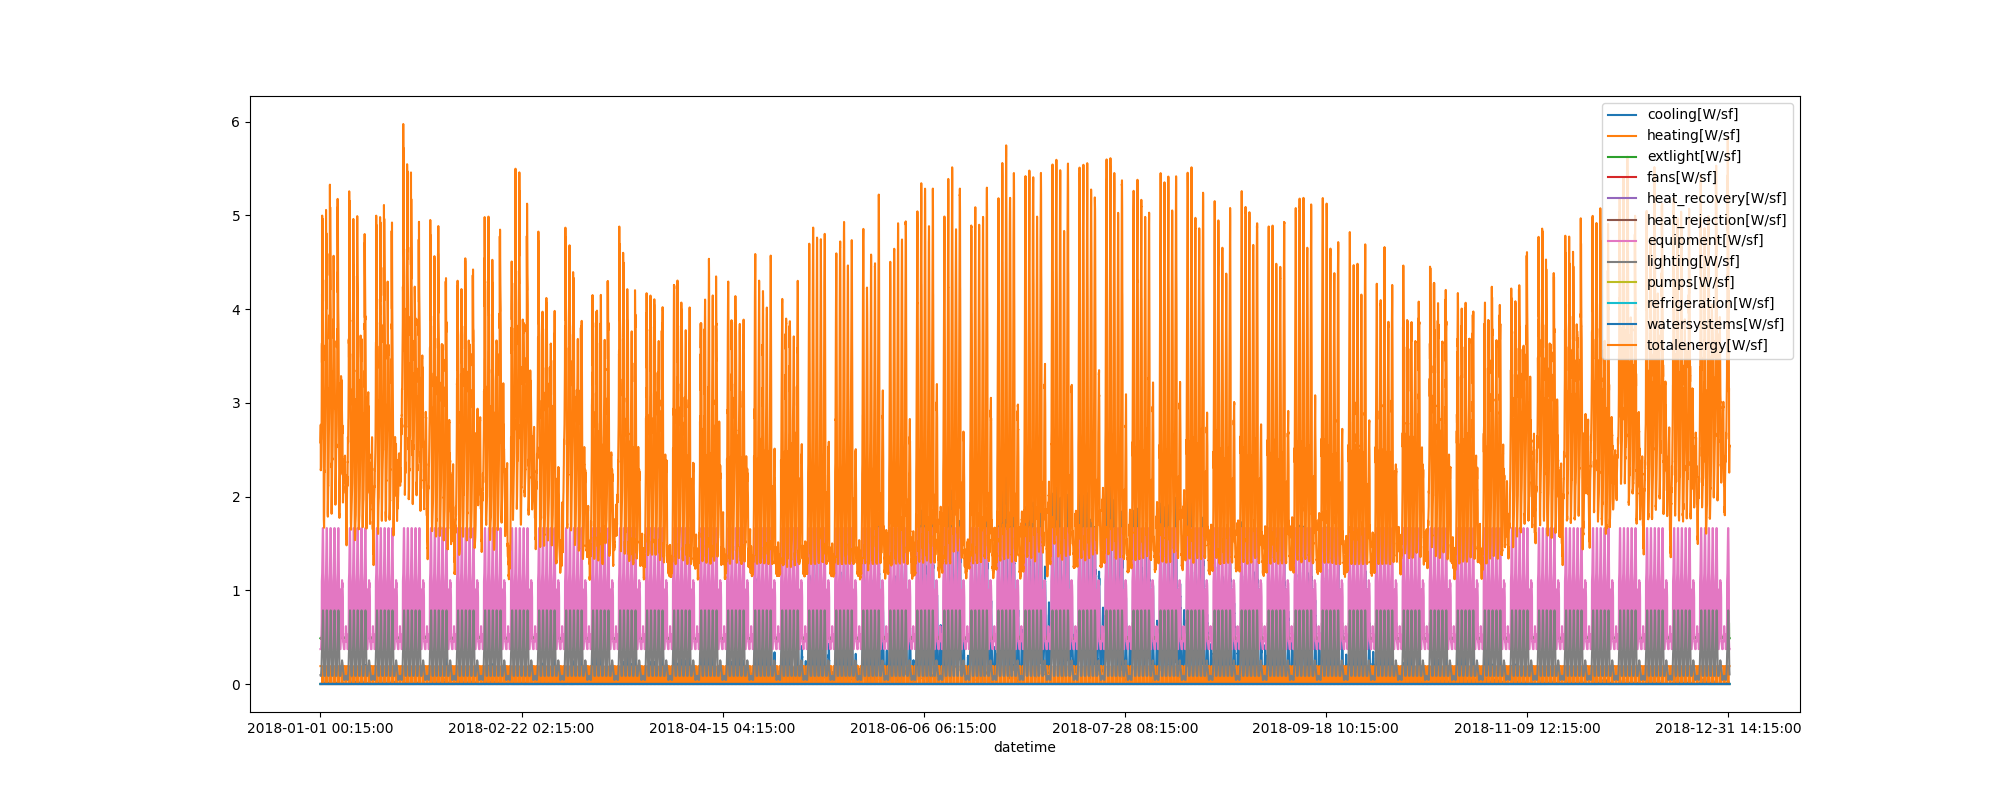 6
5
4
3
2
1
0
cooling[W/sf]
heating[W/sf]
extlight[W/sf]
fans[W/sf]
heat_recovery[W/sf]
heat_rejection[W/sf]
equipment[W/sf]
lighting[W/sf]
pumps[W/sf]
refrigeration[W/sf]
watersystems[W/sf]
totalenergy[W/sf]
2018-01-01 00:15:00 2018-02-22 02:15:00 2018-04-15 04:15:00 2018-06-06 06:15:00 2018-07-28 08:15:00 2018-09-18 10:15:00 2018-11-09 12:15:00 2018-12-31 14:15:00
datetime